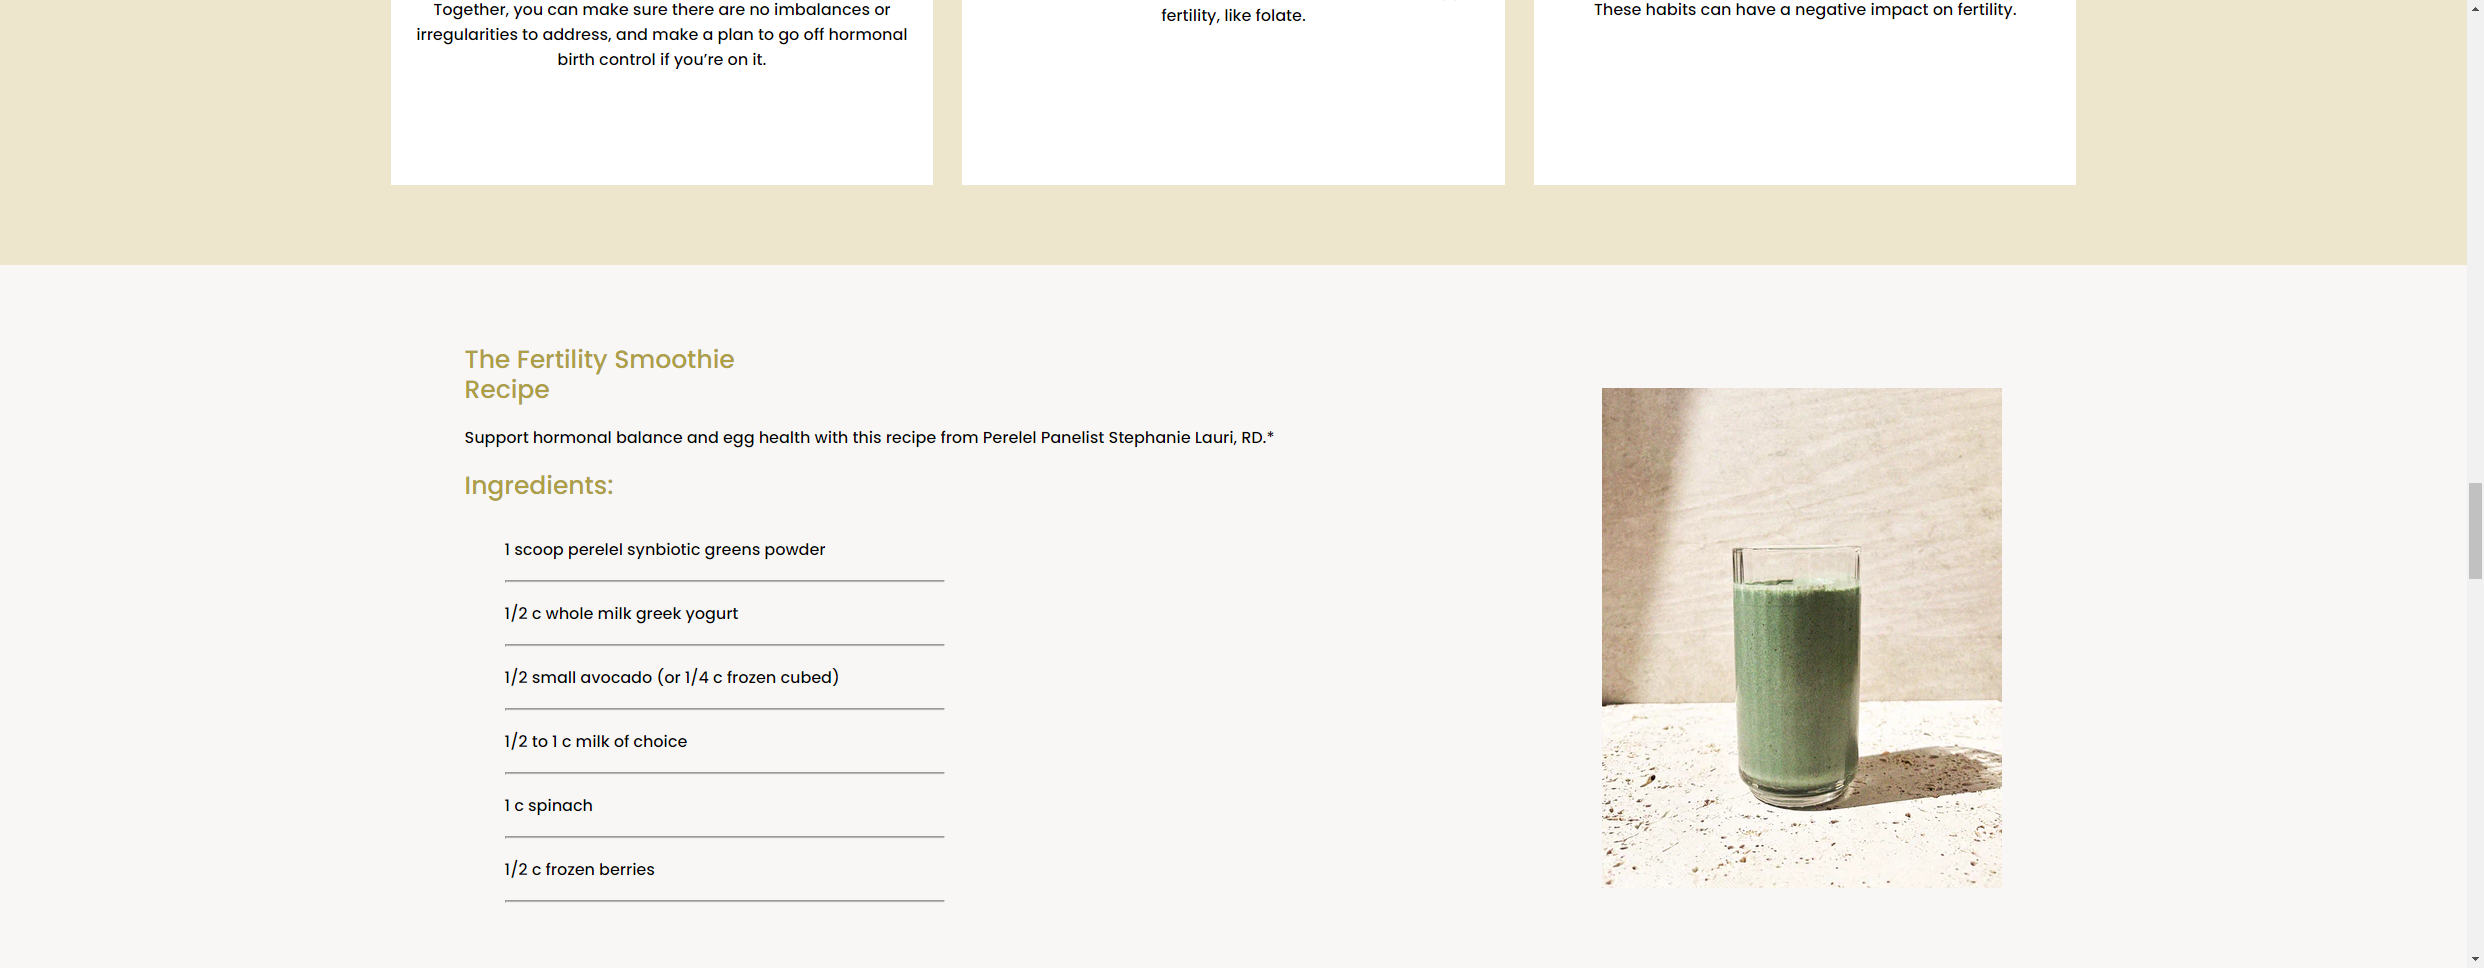 Together, you can make sure there are no imbalances or
irregularities to address, and make a plan to go off hormonal
birth control if you’re on it.
fertility, like folate.
These habits can have a negative impact on fertility.
The Fertility Smoothie
Recipe
Support hormonal balance and egg health with this recipe from Perelel Panelist Stephanie Lauri, RD.*
Ingredients:
1 scoop perelel synbiotic greens powder
1/2 c whole milk greek yogurt
1/2 small avocado (or 1/4 c frozen cubed)
1/2 to 1 c milk of choice
1 c spinach
1/2 c frozen berries